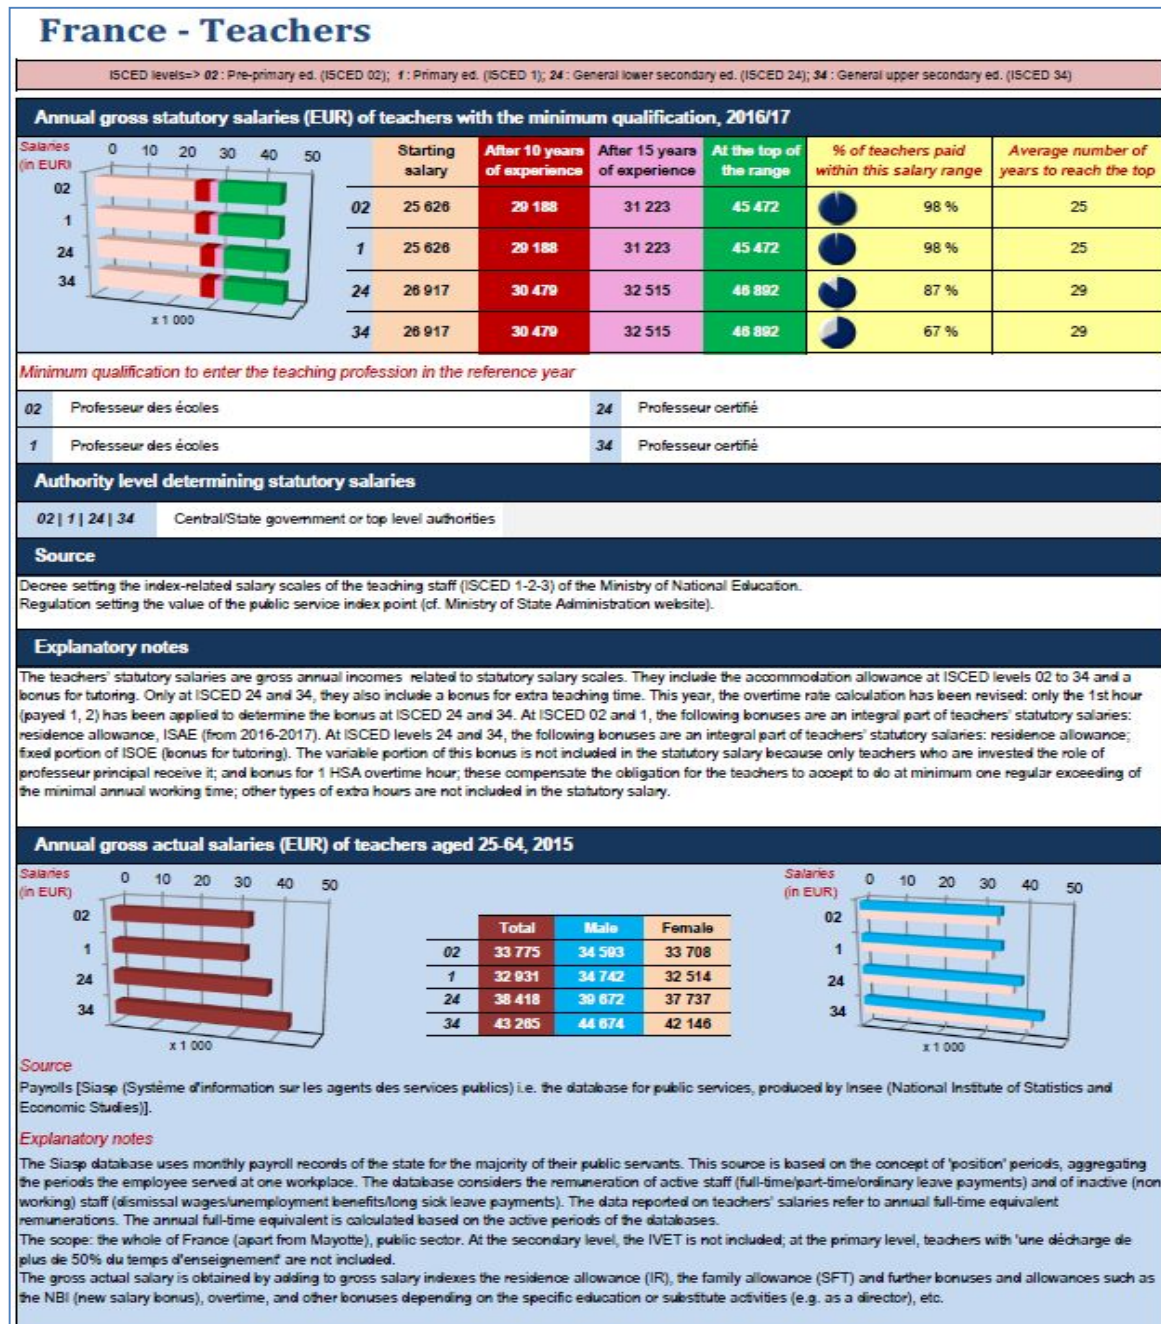 France - Teachers
ISCED levels=> 02 : Pre-primary ed. (ISCED 02); 1 : Primary ed. (ISCED 1); 24 : General lower secondary ed. (ISCED 24); 34 : General upper secondary ed. (ISCED 34)
Annual gross statutory salaries (EUR) of teachers with the minimum qualification, 2016/17
Salaries (in EUR)
0 10 20 30 40 50
02
1
24
34
x 1 000
Starting salary | After 10 years of experience | After 15 years of experience | At the top of the range | % of teachers paid within this salary range | Average number of years to reach the top
02 25 626 29 188 31 223 45 472 98 % 25
1 25 626 29 188 31 223 45 472 98 % 25
24 26 917 30 479 32 515 46 892 87 % 29
34 26 917 30 479 32 515 46 892 67 % 29
Minimum qualification to enter the teaching profession in the reference year
02 Professeur des écoles 24 Professeur certifié
1 Professeur des écoles 34 Professeur certifié
Authority level determining statutory salaries
02 | 1 | 24 | 34 Central/State government or top level authorities
Source
Decree setting the index-related salary scales of the teaching staff (ISCED 1-2-3) of the Ministry of National Education.
Regulation setting the value of the public service index point (cf. Ministry of State Administration website).
Explanatory notes
The teachers' statutory salaries are gross annual incomes related to statutory salary scales. They include the accommodation allowance at ISCED levels 02 to 34 and a
bonus for tutoring. Only at ISCED 24 and 34, they also include a bonus for extra teaching time. This year, the overtime rate calculation has been revised: only the 1st hour
(payed 1, 2) has been applied to determine the bonus at ISCED 24 and 34. At ISCED 02 and 1, the following bonuses are an integral part of teachers' statutory salaries:
residence allowance, ISAE (from 2016-2017). At ISCED levels 24 and 34, the following bonuses are an integral part of teachers' statutory salaries: residence allowance;
fixed portion of ISOE (bonus for tutoring). The variable portion of this bonus is not included in the statutory salary because only teachers who are invested the role of
professeur principal receive it; and bonus for 1 HSA overtime hour; these compensate the obligation for the teachers to accept to do at minimum one regular exceeding of
the minimal annual working time; other types of extra hours are not included in the statutory salary.
Annual gross actual salaries (EUR) of teachers aged 25-64, 2015
Salaries (in EUR)
0 10 20 30 40 50
02
1
24
34
x 1 000
Total Male Female
02 33 775 34 593 33 708
1 32 931 34 742 32 514
24 38 418 39 672 37 737
34 43 265 44 674 42 146
Salaries (in EUR)
0 10 20 30 40 50
02
1
24
34
x 1 000
Source
Payrolls [Siasp (Système d'information sur les agents des services publics) i.e. the database for public services, produced by Insee (National Institute of Statistics and
Economic Studies)].
Explanatory notes
The Siasp database uses monthly payroll records of the state for the majority of their public servants. This source is based on the concept of 'position' periods, aggregating
the periods the employee served at one workplace. The database considers the remuneration of active staff (full-time/part-time/ordinary leave payments) and of inactive (non
working) staff (dismissal wages/unemployment benefits/long sick leave payments). The data reported on teachers' salaries refer to annual full-time equivalent
remunerations. The annual full-time equivalent is calculated based on the active periods of the databases.
The scope: the whole of France (apart from Mayotte), public sector. At the secondary level, the IVET is not included; at the primary level, teachers with 'une décharge de
plus de 50% du temps d'enseignement' are not included.
The gross actual salary is obtained by adding to gross salary indexes the residence allowance (IR), the family allowance (SFT) and further bonuses and allowances such as
the NBI (new salary bonus), overtime, and other bonuses depending on the specific education or substitute activities (e.g. as a director), etc.